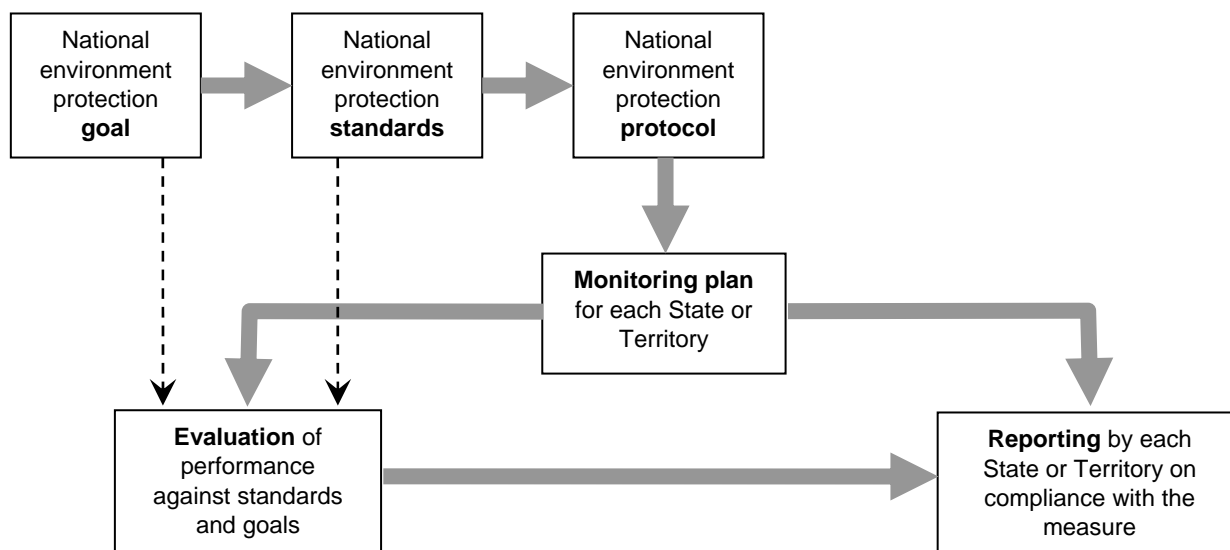 National
environment
protection
goal
National
environment
protection
standards
National
environment
protection
protocol
Monitoring plan
for each State or
Territory
Evaluation of
performance
against standards
and goals
Reporting by each
State or Territory on
compliance with the
measure